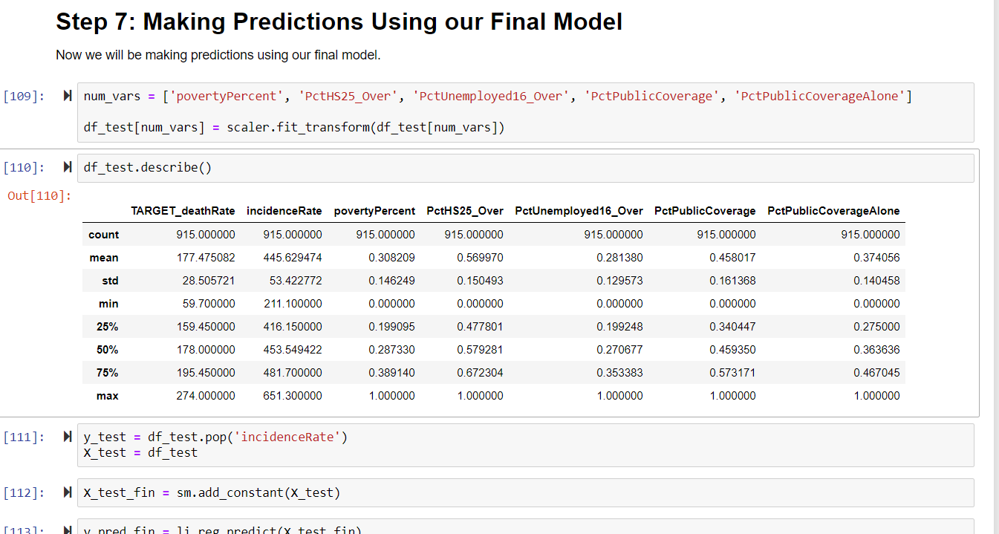 Step 7: Making Predictions Using our Final Model
Now we will be making predictions using our final model.
[109]: num_vars = ['povertyPercent', 'PctHS25_Over', 'PctUnemployed16_Over', 'PctPublicCoverage', 'PctPublicCoverageAlone']
df_test[num_vars] = scaler.fit_transform(df_test[num_vars])
[110]: df_test.describe()
Out[110]:
TARGET_deathRate incidenceRate povertyPercent PctHS25_Over PctUnemployed16_Over PctPublicCoverage PctPublicCoverageAlone
count 915.000000 915.000000 915.000000 915.000000 915.000000 915.000000 915.000000
mean 177.475082 445.629474 0.308209 0.569970 0.281380 0.458017 0.374056
std 28.505721 53.422772 0.146249 0.150493 0.129573 0.161368 0.140458
min 59.700000 211.100000 0.000000 0.000000 0.000000 0.000000 0.000000
25% 159.450000 416.150000 0.199095 0.477801 0.199248 0.340447 0.275000
50% 178.000000 453.549422 0.287330 0.579281 0.270677 0.459350 0.363636
75% 195.450000 481.700000 0.389140 0.672304 0.353383 0.573171 0.467045
max 274.000000 651.300000 1.000000 1.000000 1.000000 1.000000 1.000000
[111]: y_test = df_test.pop('incidenceRate')
X_test = df_test
[112]: X_test_fin = sm.add_constant(X_test)
[113]: y_pred_fin = li_reg.predict(X_test_fin)